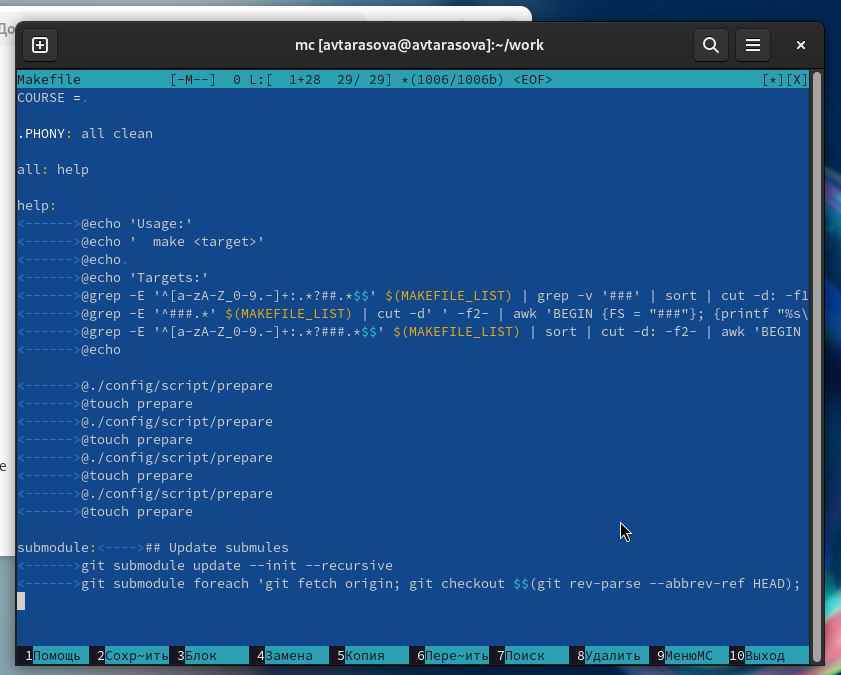 До
mc [avtarasova@avtarasova]:~/work
Makefile [-M--] 0 L:[ 1+28 29/ 29] *(1006/1006b) <EOF> [*][X]
COURSE =.
.PHONY: all clean
all: help
help:
<------>@echo 'Usage:'
<------>@echo '  make <target>'
<------>@echo.
<------>@echo 'Targets:'
<------>@grep -E '^[a-zA-Z_0-9.-]+:.*?##.*$$' $(MAKEFILE_LIST) | grep -v '###' | sort | cut -d: -f1
<------>@grep -E '^###.*' $(MAKEFILE_LIST) | cut -d' ' -f2- | awk 'BEGIN {FS = "###"}; {printf "%s\
<------>@grep -E '^[a-zA-Z_0-9.-]+:.*?###.*$$' $(MAKEFILE_LIST) | sort | cut -d: -f2- | awk 'BEGIN
<------>@echo
<------>@./config/script/prepare
<------>@touch prepare
<------>@./config/script/prepare
<------>@touch prepare
<------>@./config/script/prepare
<------>@touch prepare
<------>@./config/script/prepare
<------>@touch prepare
е
submodule:<---->## Update submules
<------>git submodule update --init --recursive
<------>git submodule foreach 'git fetch origin; git checkout $$(git rev-parse --abbrev-ref HEAD);
1Помощь 2Сохр~ить 3Блок 4Замена 5Копия 6Пере~ить 7Поиск 8Удалить 9МенюMC 10Выход